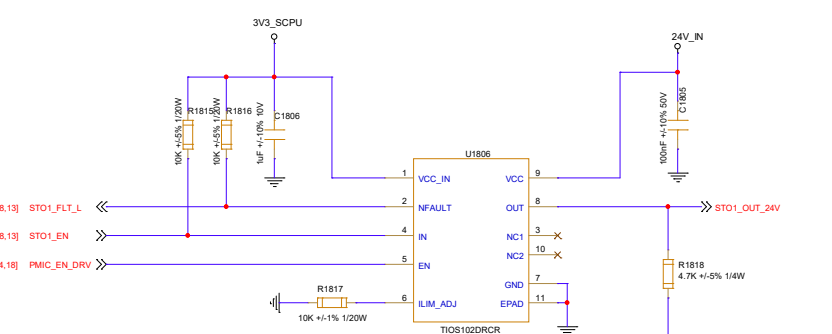 3V3_SCPU
24V_IN
R1815
10K +/-5% 1/20W
R1816
10K +/-5% 1/20W
C1806
1uF +/-10% 10V
C1805
100nF +/-10% 50V
U1806
1 VCC_IN
VCC 9
8,13] STO1_FLT_L
2 NFAULT
OUT 8
STO1_OUT_24V
8,13] STO1_EN
4 IN
NC1 3
NC2 10
4,18] PMIC_EN_DRV
5 EN
R1818
4.7K +/-5% 1/4W
GND 7
R1817
10K +/-1% 1/20W
6 ILIM_ADJ
EPAD 11
TIOS102DRCR